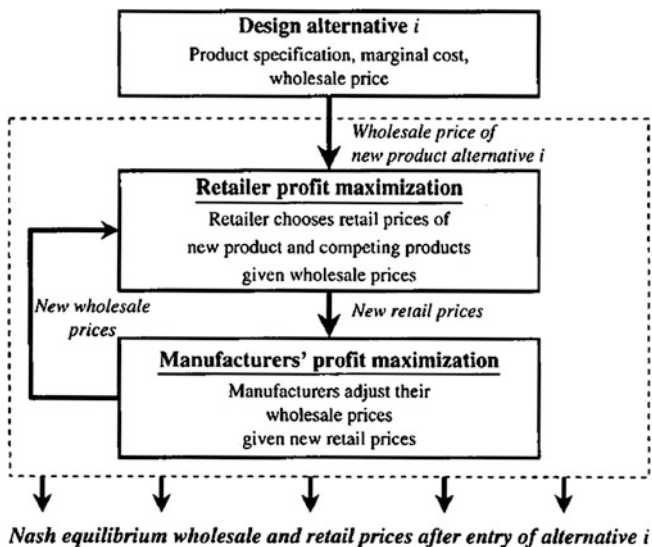 Design alternative i
Product specification, marginal cost,
wholesale price
Wholesale price of
new product alternative i
Retailer profit maximization
Retailer chooses retail prices of
new product and competing products
given wholesale prices
New wholesale
prices
New retail prices
Manufacturers' profit maximization
Manufacturers adjust their
wholesale prices
given new retail prices
Nash equilibrium wholesale and retail prices after entry of alternative i